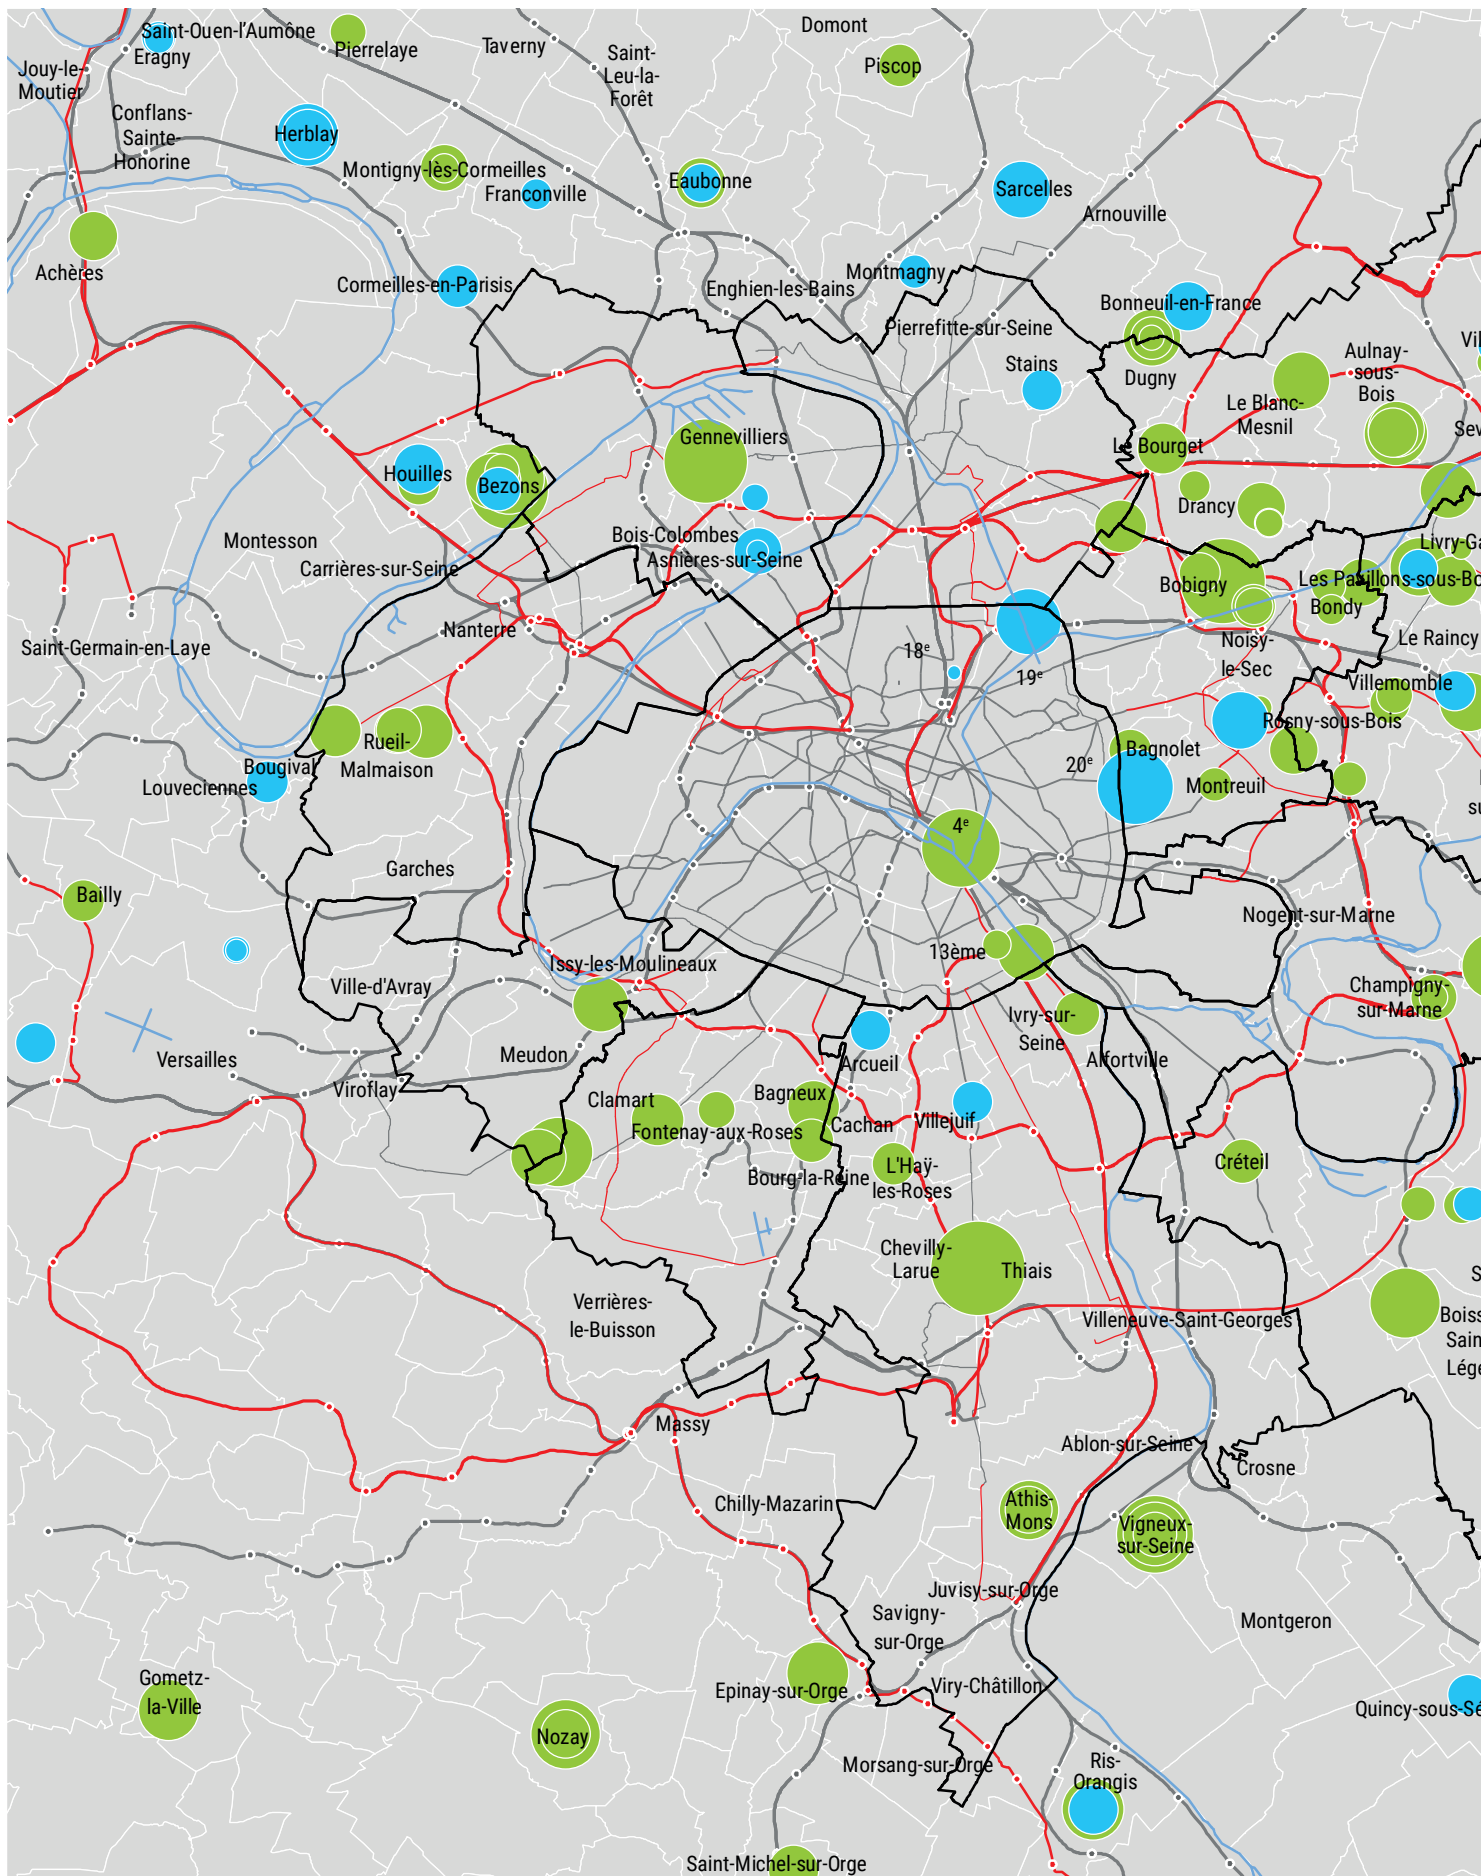 Saint-Ouen-l'Aumône
Eragny
Pierrelaye
Taverny
Domont
Saint-
Leu-la-
Forêt
Piscop
Jouy-le-
Moutier
Conflans-
Sainte-
Honorine
Herblay
Montigny-lès-Cormeilles
Franconville
Eaubonne
Sarcelles
Arnouville
Achères
Cormeilles-en-Parisis
Enghien-les-Bains
Montmagny
Pierrefitte-sur-Seine
Bonneuil-en-France
Stains
Dugny
Aulnay-
sous-
Bois
Vil
Le Blanc-
Mesnil
Sev
Gennevilliers
Le Bourget
Houilles
Bezons
Drancy
Bois-Colombes
Asnières-sur-Seine
Montesson
Carrières-sur-Seine
Livry-Ga
Bobigny
Les Pavillons-sous-Bo
Bondy
Nanterre
Saint-Germain-en-Laye
18e
19e
Noisy-
le-Sec
Le Raincy
Villemomble
Rosny-sous-Bois
Rueil-
Malmaison
Bougival
Louveciennes
Bagnolet
20e
Montreuil
su
4e
Garches
Bailly
Nogent-sur-Marne
13ème
Issy-les-Moulineaux
Ville-d'Avray
Champigny-
sur-Marne
Ivry-sur-
Seine
Versailles
Meudon
Arcueil
Alfortville
Viroflay
Clamart
Bagneux
Cachan
Villejuif
Fontenay-aux-Roses
Bourg-la-Reine
L'Haÿ-
les-Roses
Créteil
Chevilly-
Larue
Thiais
S
Verrières-
le-Buisson
Villeneuve-Saint-Georges
Boiss
Sain
Lége
Massy
Ablon-sur-Seine
Crosne
Chilly-Mazarin
Athis-
Mons
Vigneux-
sur-Seine
Juvisy-sur-Orge
Savigny-
sur-Orge
Montgeron
Gometz-
la-Ville
Epinay-sur-Orge
Viry-Châtillon
Quincy-sous-Sé
Nozay
Morsang-sur-Orge
Ris-
Orangis
Saint-Michel-sur-Orge